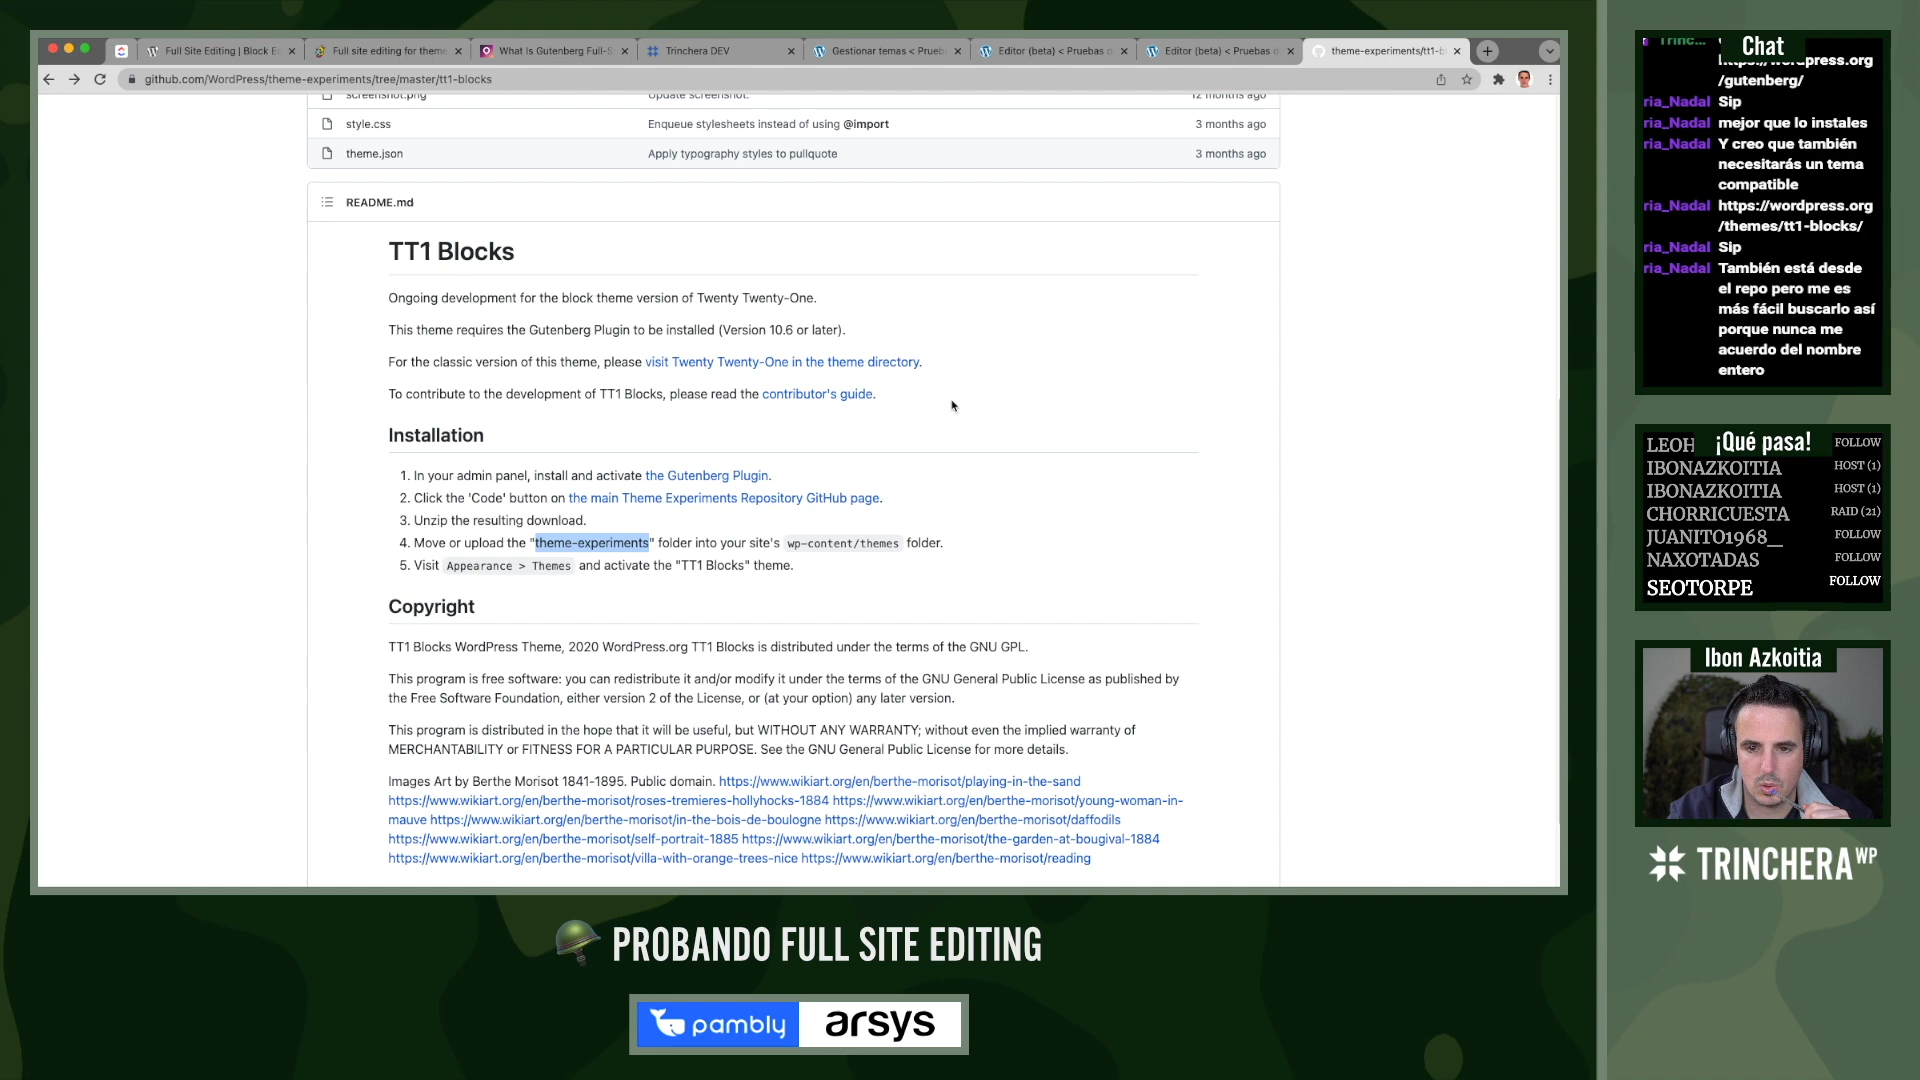 Full Site Editing | Block E
Full site editing for theme
What Is Gutenberg Full-S
Trinchera DEV
Gestionar temas < Prueb
Editor (beta) < Pruebas d
Editor (beta) < Pruebas d
theme-experiments/tt1-b
github.com/WordPress/theme-experiments/tree/master/tt1-blocks
screenshot.png Update screenshot. 12 months ago
style.css Enqueue stylesheets instead of using @import 3 months ago
theme.json Apply typography styles to pullquote 3 months ago
README.md
TT1 Blocks
Ongoing development for the block theme version of Twenty Twenty-One.
This theme requires the Gutenberg Plugin to be installed (Version 10.6 or later).
For the classic version of this theme, please visit Twenty Twenty-One in the theme directory.
To contribute to the development of TT1 Blocks, please read the contributor's guide.
Installation
1. In your admin panel, install and activate the Gutenberg Plugin.
2. Click the 'Code' button on the main Theme Experiments Repository GitHub page.
3. Unzip the resulting download.
4. Move or upload the "theme-experiments" folder into your site's wp-content/themes folder.
5. Visit Appearance > Themes and activate the "TT1 Blocks" theme.
Copyright
TT1 Blocks WordPress Theme, 2020 WordPress.org TT1 Blocks is distributed under the terms of the GNU GPL.
This program is free software: you can redistribute it and/or modify it under the terms of the GNU General Public License as published by
the Free Software Foundation, either version 2 of the License, or (at your option) any later version.
This program is distributed in the hope that it will be useful, but WITHOUT ANY WARRANTY; without even the implied warranty of
MERCHANTABILITY or FITNESS FOR A PARTICULAR PURPOSE. See the GNU General Public License for more details.
Images Art by Berthe Morisot 1841-1895. Public domain. https://www.wikiart.org/en/berthe-morisot/playing-in-the-sand
https://www.wikiart.org/en/berthe-morisot/roses-tremieres-hollyhocks-1884 https://www.wikiart.org/en/berthe-morisot/young-woman-in-
mauve https://www.wikiart.org/en/berthe-morisot/in-the-bois-de-boulogne https://www.wikiart.org/en/berthe-morisot/daffodils
https://www.wikiart.org/en/berthe-morisot/self-portrait-1885 https://www.wikiart.org/en/berthe-morisot/the-garden-at-bougival-1884
https://www.wikiart.org/en/berthe-morisot/villa-with-orange-trees-nice https://www.wikiart.org/en/berthe-morisot/reading
PROBANDO FULL SITE EDITING
pambly
arsys
Chat
https://wordpress.org
/gutenberg/
ria_Nadal Sip
ria_Nadal mejor que lo instales
ria_Nadal Y creo que también
necesitarás un tema
compatible
ria_Nadal https://wordpress.org
/themes/tt1-blocks/
ria_Nadal Sip
ria_Nadal También está desde
el repo pero me es
más fácil buscarlo así
porque nunca me
acuerdo del nombre
entero
¡Qué pasa!
LEOH FOLLOW
IBONAZKOITIA HOST (1)
IBONAZKOITIA HOST (1)
CHORRICUESTA RAID (21)
JUANITO1968_ FOLLOW
NAXOTADAS FOLLOW
SEOTORPE FOLLOW
Ibon Azkoitia
TRINCHERA WP